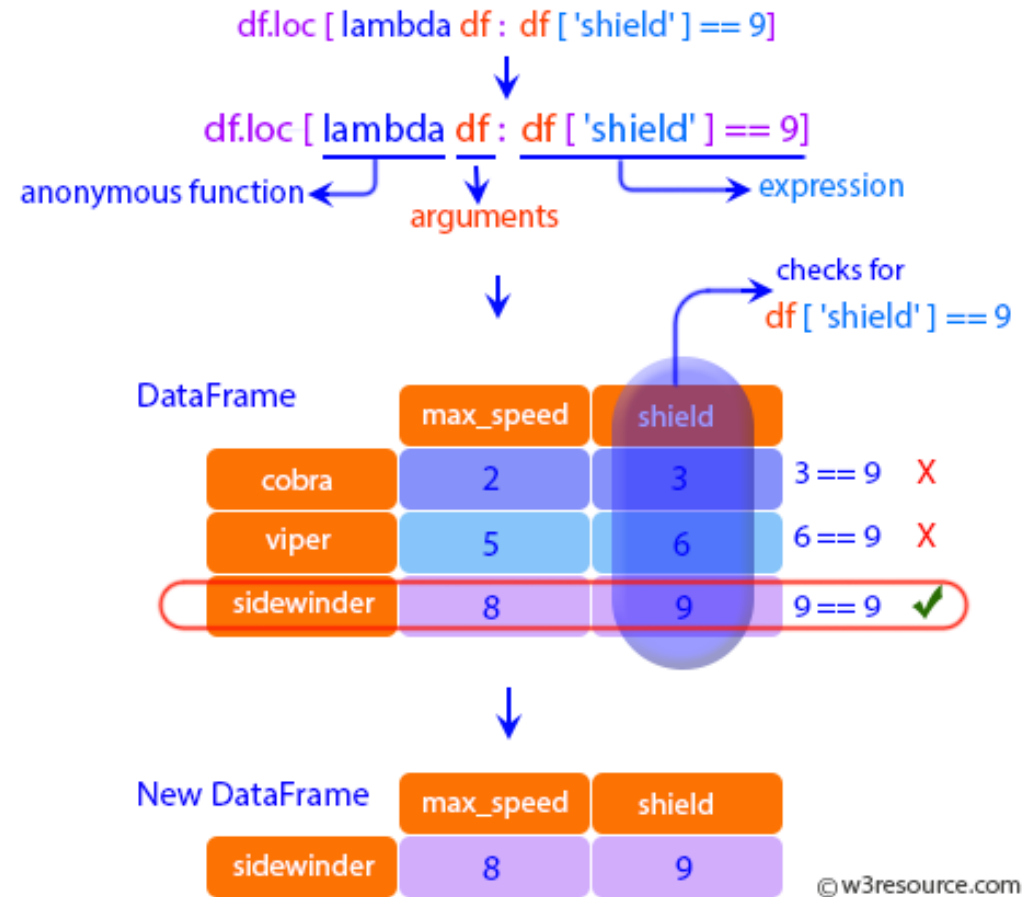 df.loc [ lambda df : df [ 'shield' ] == 9]
df.loc [ lambda df : df [ 'shield' ] == 9]
anonymous function
arguments
expression
checks for
df [ 'shield' ] == 9
DataFrame
max_speed shield
cobra 2 3 3 == 9 X
viper 5 6 6 == 9 X
sidewinder 8 9 9 == 9 ✓
New DataFrame
max_speed shield
sidewinder 8 9
© w3resource.com